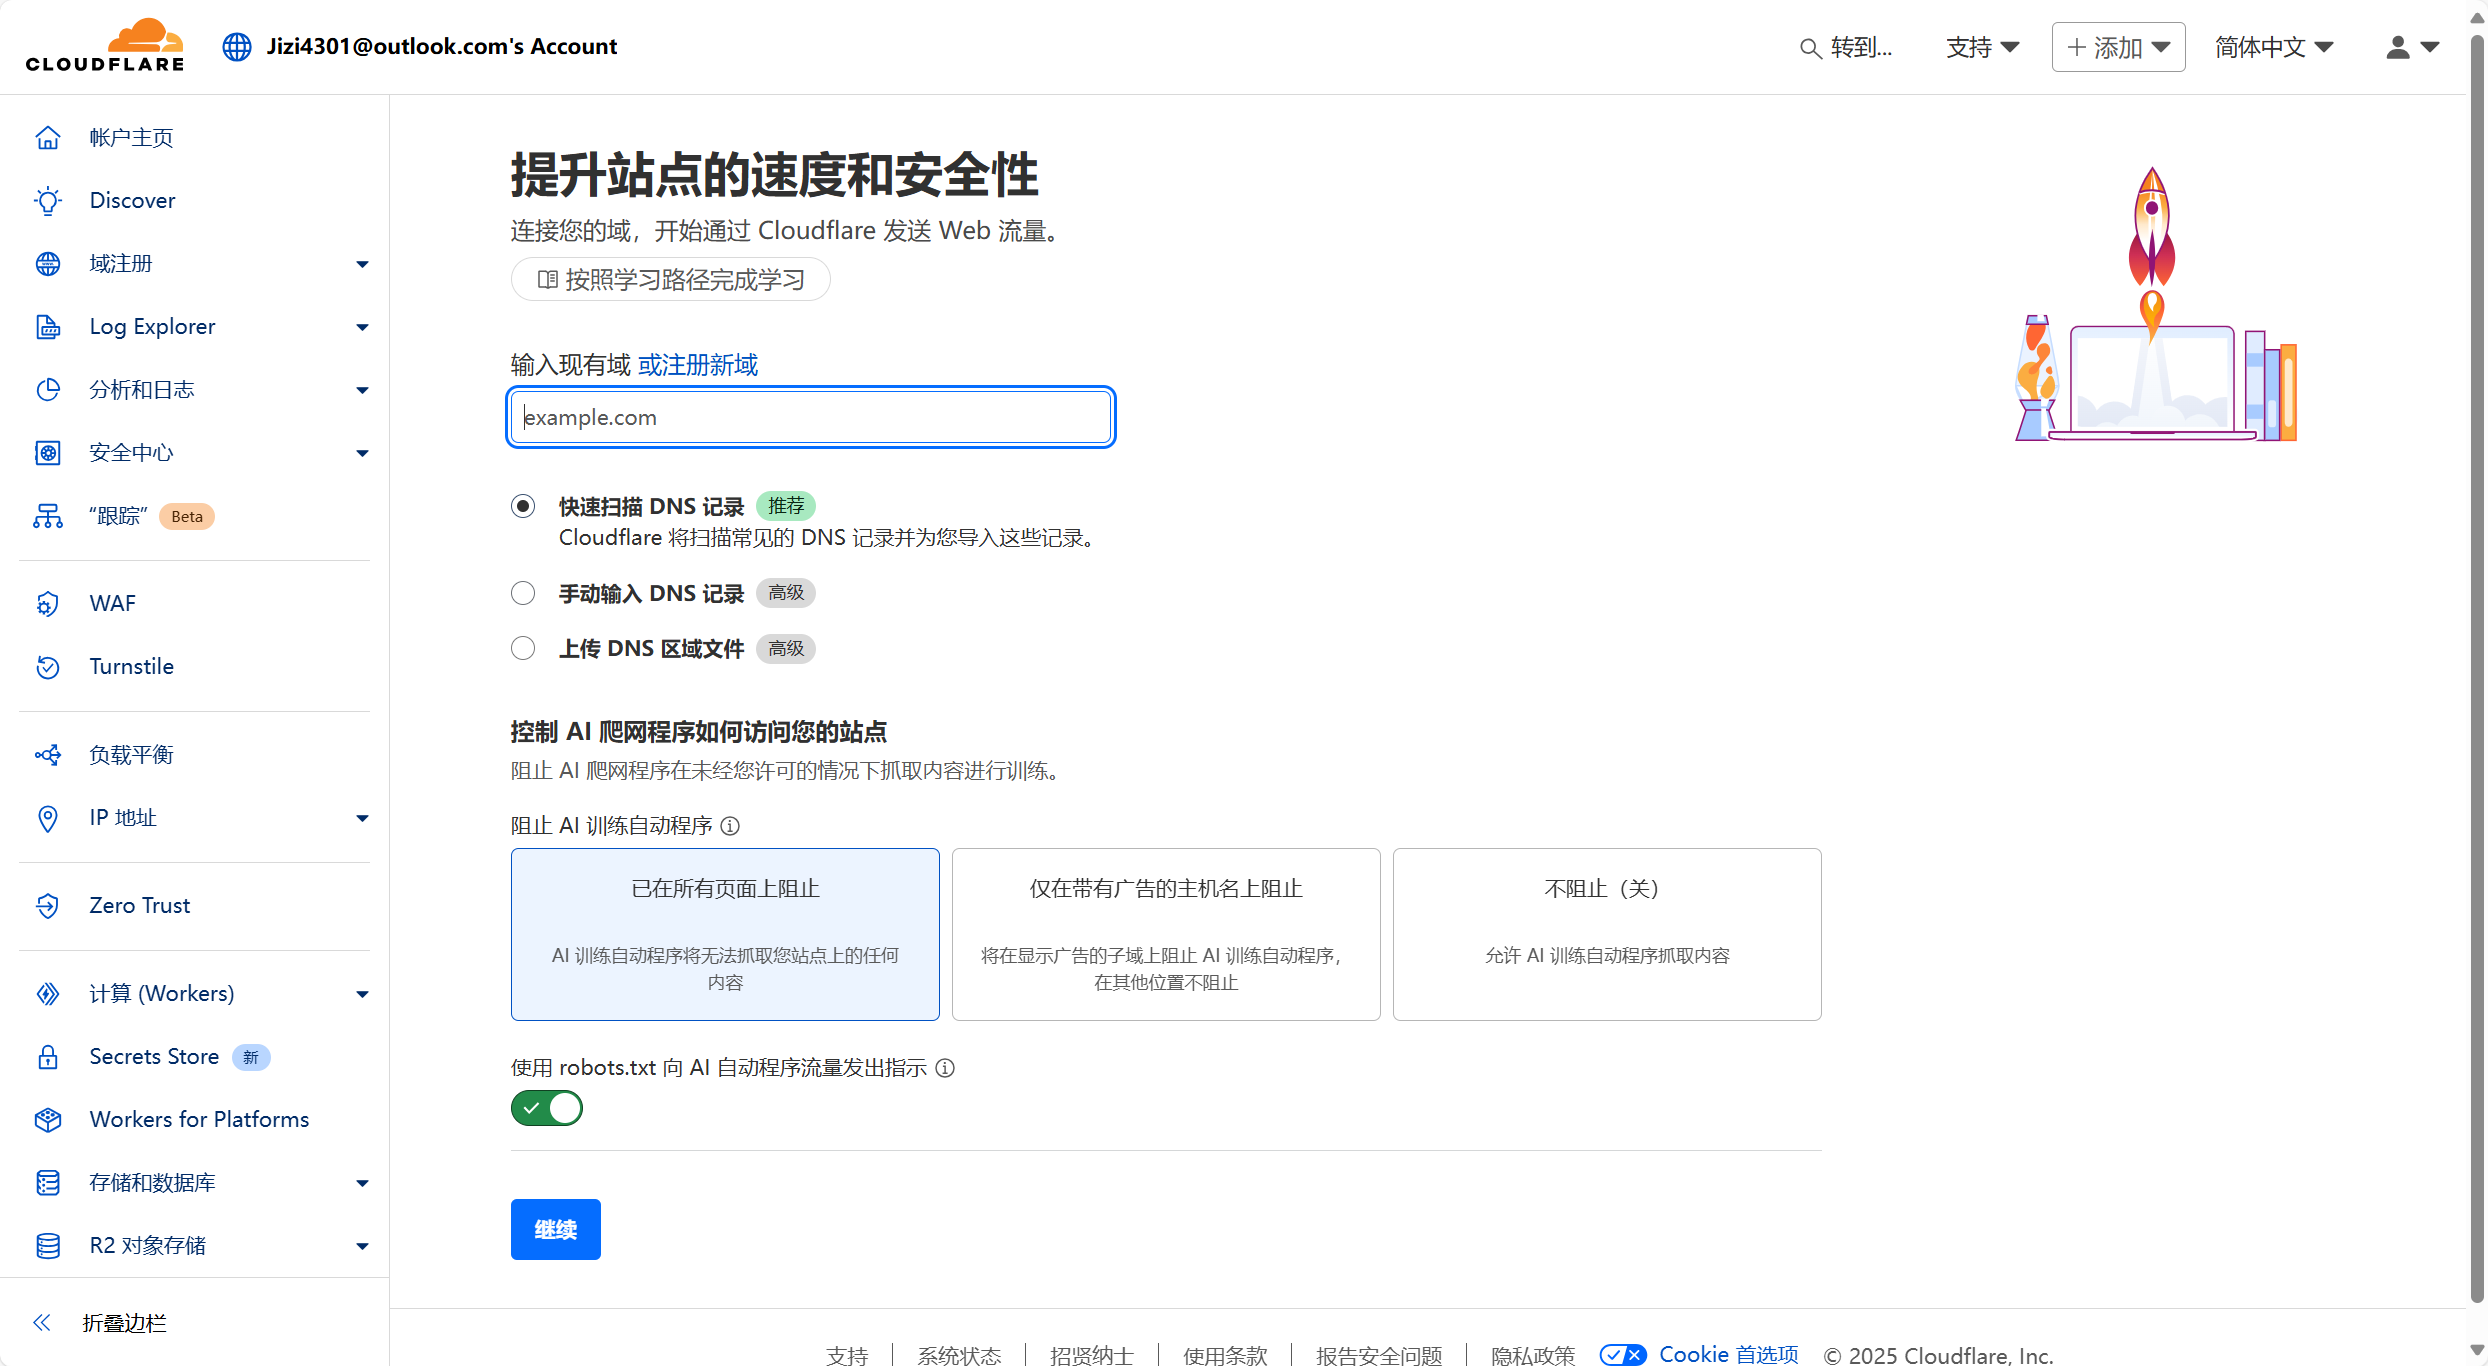 CLOUDFLARE
Jizi4301@outlook.com's Account
转到...
支持
添加
简体中文
帐户主页
Discover
域注册
Log Explorer
分析和日志
安全中心
“跟踪” Beta
WAF
Turnstile
负载平衡
IP 地址
Zero Trust
计算 (Workers)
Secrets Store 新
Workers for Platforms
存储和数据库
R2 对象存储
折叠边栏
提升站点的速度和安全性
连接您的域，开始通过 Cloudflare 发送 Web 流量。
按照学习路径完成学习
输入现有域 或注册新域
example.com
快速扫描 DNS 记录 推荐
Cloudflare 将扫描常见的 DNS 记录并为您导入这些记录。
手动输入 DNS 记录 高级
上传 DNS 区域文件 高级
控制 AI 爬网程序如何访问您的站点
阻止 AI 爬网程序在未经您许可的情况下抓取内容进行训练。
阻止 AI 训练自动程序
已在所有页面上阻止
AI 训练自动程序将无法抓取您站点上的任何
内容
仅在带有广告的主机名上阻止
将在显示广告的子域上阻止 AI 训练自动程序，
在其他位置不阻止
不阻止（关）
允许 AI 训练自动程序抓取内容
使用 robots.txt 向 AI 自动程序流量发出指示
继续
支持
系统状态
招贤纳士
使用条款
报告安全问题
隐私政策
Cookie 首选项
© 2025 Cloudflare, Inc.